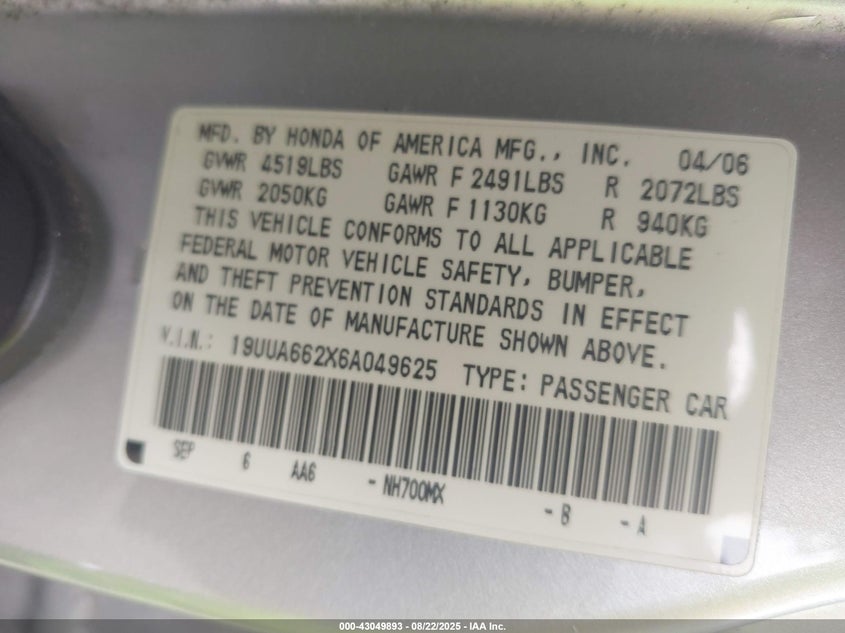 MFD. BY HONDA OF AMERICA MFG., INC. 04/06
GVWR 4519LBS GAWR F 2491LBS R 2072LBS
GVWR 2050KG GAWR F 1130KG R 940KG
THIS VEHICLE CONFORMS TO ALL APPLICABLE
FEDERAL MOTOR VEHICLE SAFETY, BUMPER,
AND THEFT PREVENTION STANDARDS IN EFFECT
ON THE DATE OF MANUFACTURE SHOWN ABOVE.
V.I.N.: 19UUA662X6A049625 TYPE: PASSENGER CAR
SEP 6 AA6 - NH700MX - B - A
000-43049893 - 08/22/2025 - IAA Inc.